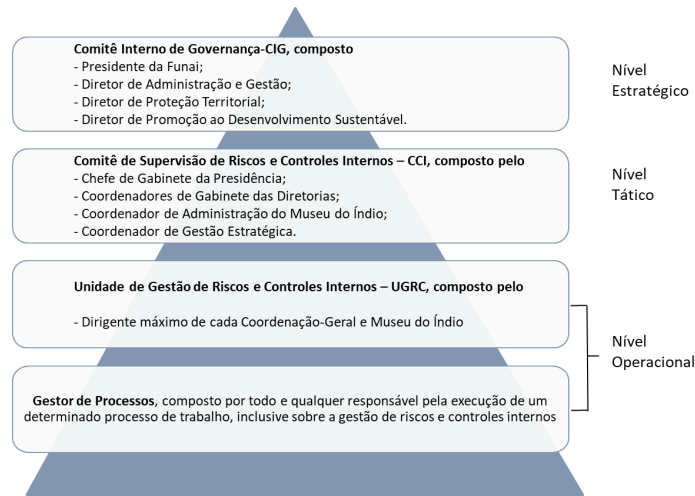 Comitê Interno de Governança-CIG, composto
- Presidente da Funai;
- Diretor de Administração e Gestão;
- Diretor de Proteção Territorial;
- Diretor de Promoção ao Desenvolvimento Sustentável.
Nível
Estratégico
Comitê de Supervisão de Riscos e Controles Internos – CCI, composto pelo
- Chefe de Gabinete da Presidência;
- Coordenadores de Gabinete das Diretorias;
- Coordenador de Administração do Museu do Índio;
- Coordenador de Gestão Estratégica.
Nível
Tático
Unidade de Gestão de Riscos e Controles Internos – UGRC, composto pelo
- Dirigente máximo de cada Coordenação-Geral e Museu do Índio
Nível
Operacional
Gestor de Processos, composto por todo e qualquer responsável pela execução de um
determinado processo de trabalho, inclusive sobre a gestão de riscos e controles internos